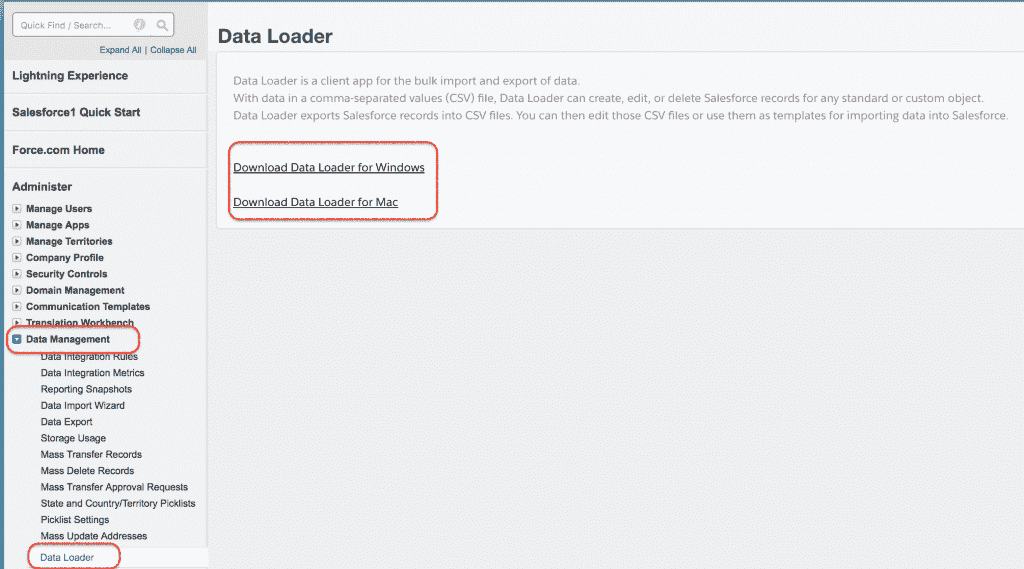 Quick Find / Search...
Expand All | Collapse All
Lightning Experience
Salesforce1 Quick Start
Force.com Home
Administer
Manage Users
Manage Apps
Manage Territories
Company Profile
Security Controls
Domain Management
Communication Templates
Translation Workbench
Data Management
Data Integration Rules
Data Integration Metrics
Reporting Snapshots
Data Import Wizard
Data Export
Storage Usage
Mass Transfer Records
Mass Delete Records
Mass Transfer Approval Requests
State and Country/Territory Picklists
Picklist Settings
Mass Update Addresses
Data Loader
Data Loader
Data Loader is a client app for the bulk import and export of data.
With data in a comma-separated values (CSV) file, Data Loader can create, edit, or delete Salesforce records for any standard or custom object.
Data Loader exports Salesforce records into CSV files. You can then edit those CSV files or use them as templates for importing data into Salesforce.
Download Data Loader for Windows
Download Data Loader for Mac